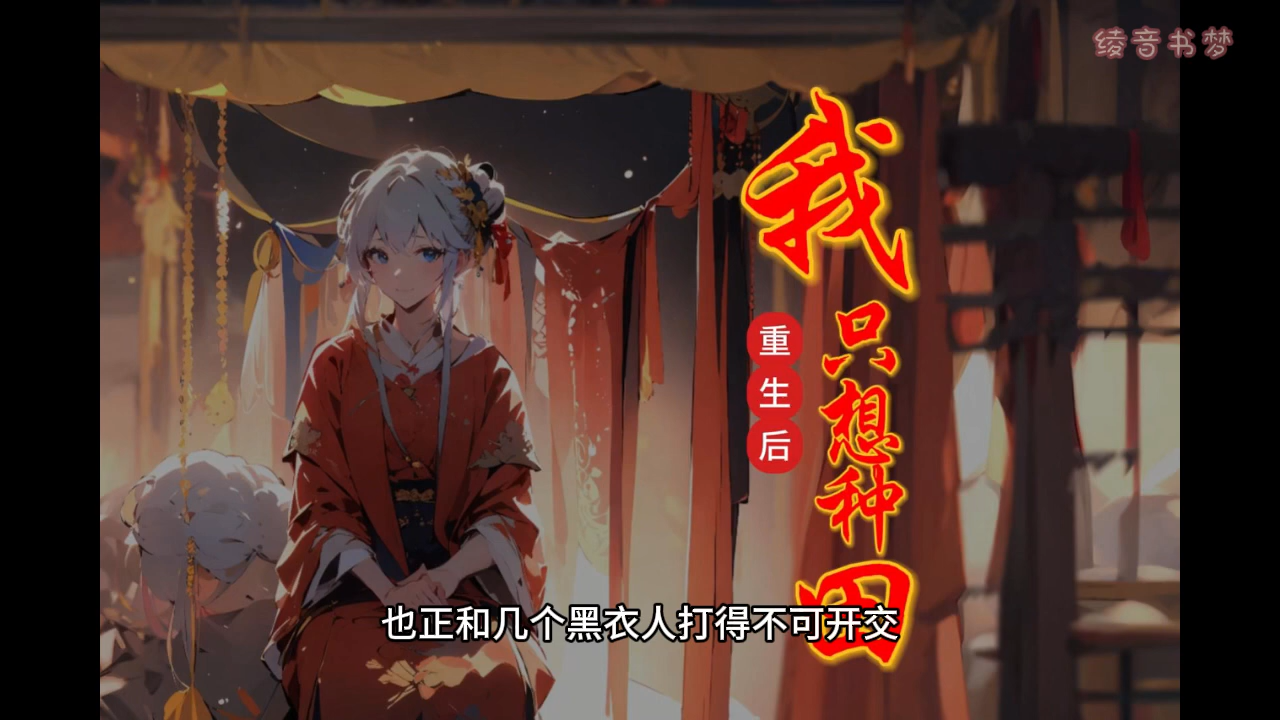 绫音书梦
我只想种田
重生后
也正和几个黑衣人打得不可开交